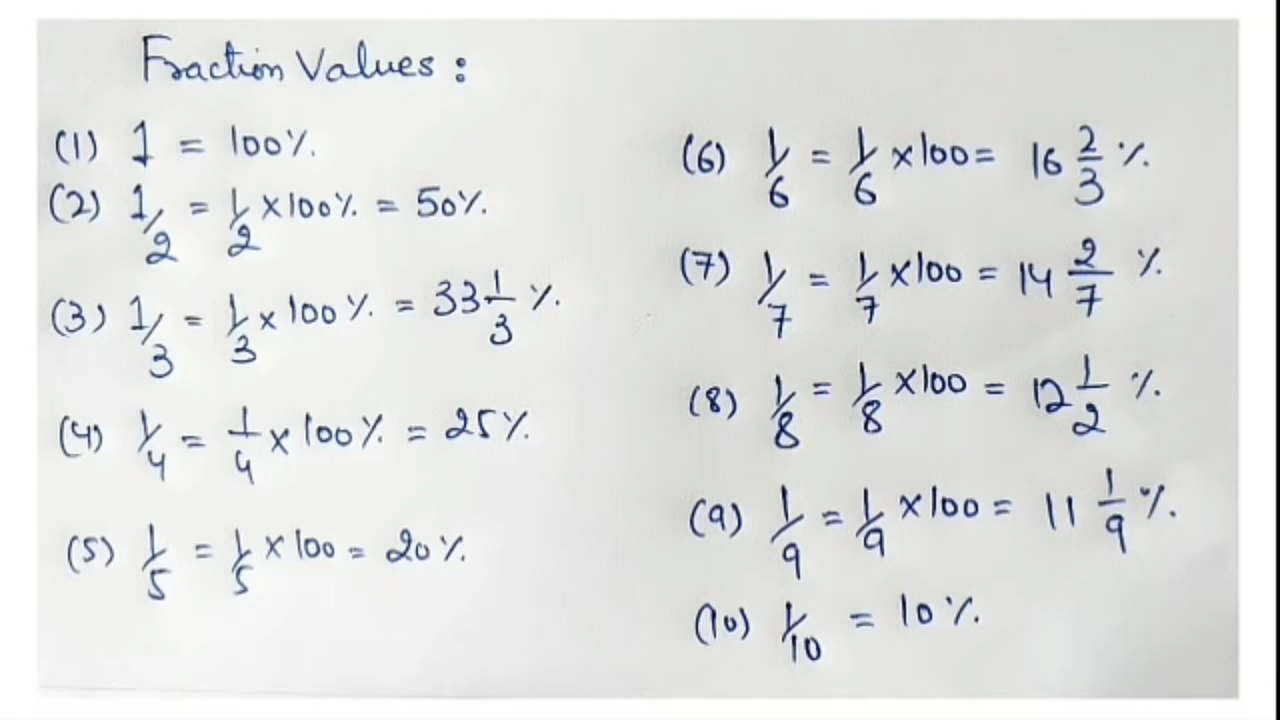 Fraction Values :
(1) 1 = 100%.
(2) 1/2 = 1/2 × 100% = 50%.
(3) 1/3 = 1/3 × 100% = 33 1/3 %.
(4) 1/4 = 1/4 × 100% = 25%.
(5) 1/5 = 1/5 × 100 = 20%.
(6) 1/6 = 1/6 × 100 = 16 2/3 %.
(7) 1/7 = 1/7 × 100 = 14 2/7 %.
(8) 1/8 = 1/8 × 100 = 12 1/2 %.
(9) 1/9 = 1/9 × 100 = 11 1/9 %.
(10) 1/10 = 10%.